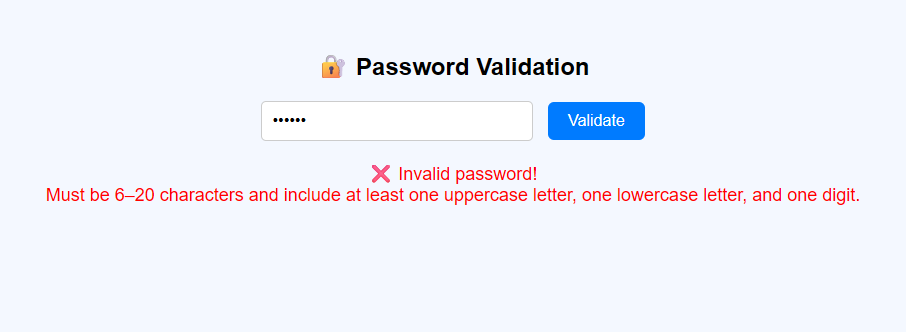 🔐 Password Validation
••••••
Validate
❌ Invalid password!
Must be 6–20 characters and include at least one uppercase letter, one lowercase letter, and one digit.